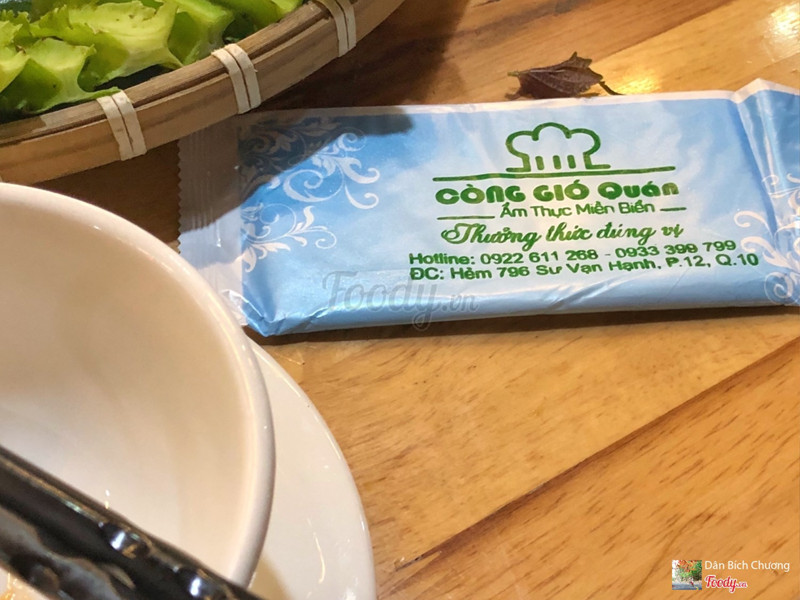 CÒNG GIÓ QUÁN
Ẩm Thực Miền Biển
Thưởng thức đúng vị
Hotline: 0922 611 268 - 0933 399 799
ĐC: Hẻm 796 Sư Vạn Hạnh, P.12, Q.10
Foody.vn
Dân Bích Chương
Foody.vn